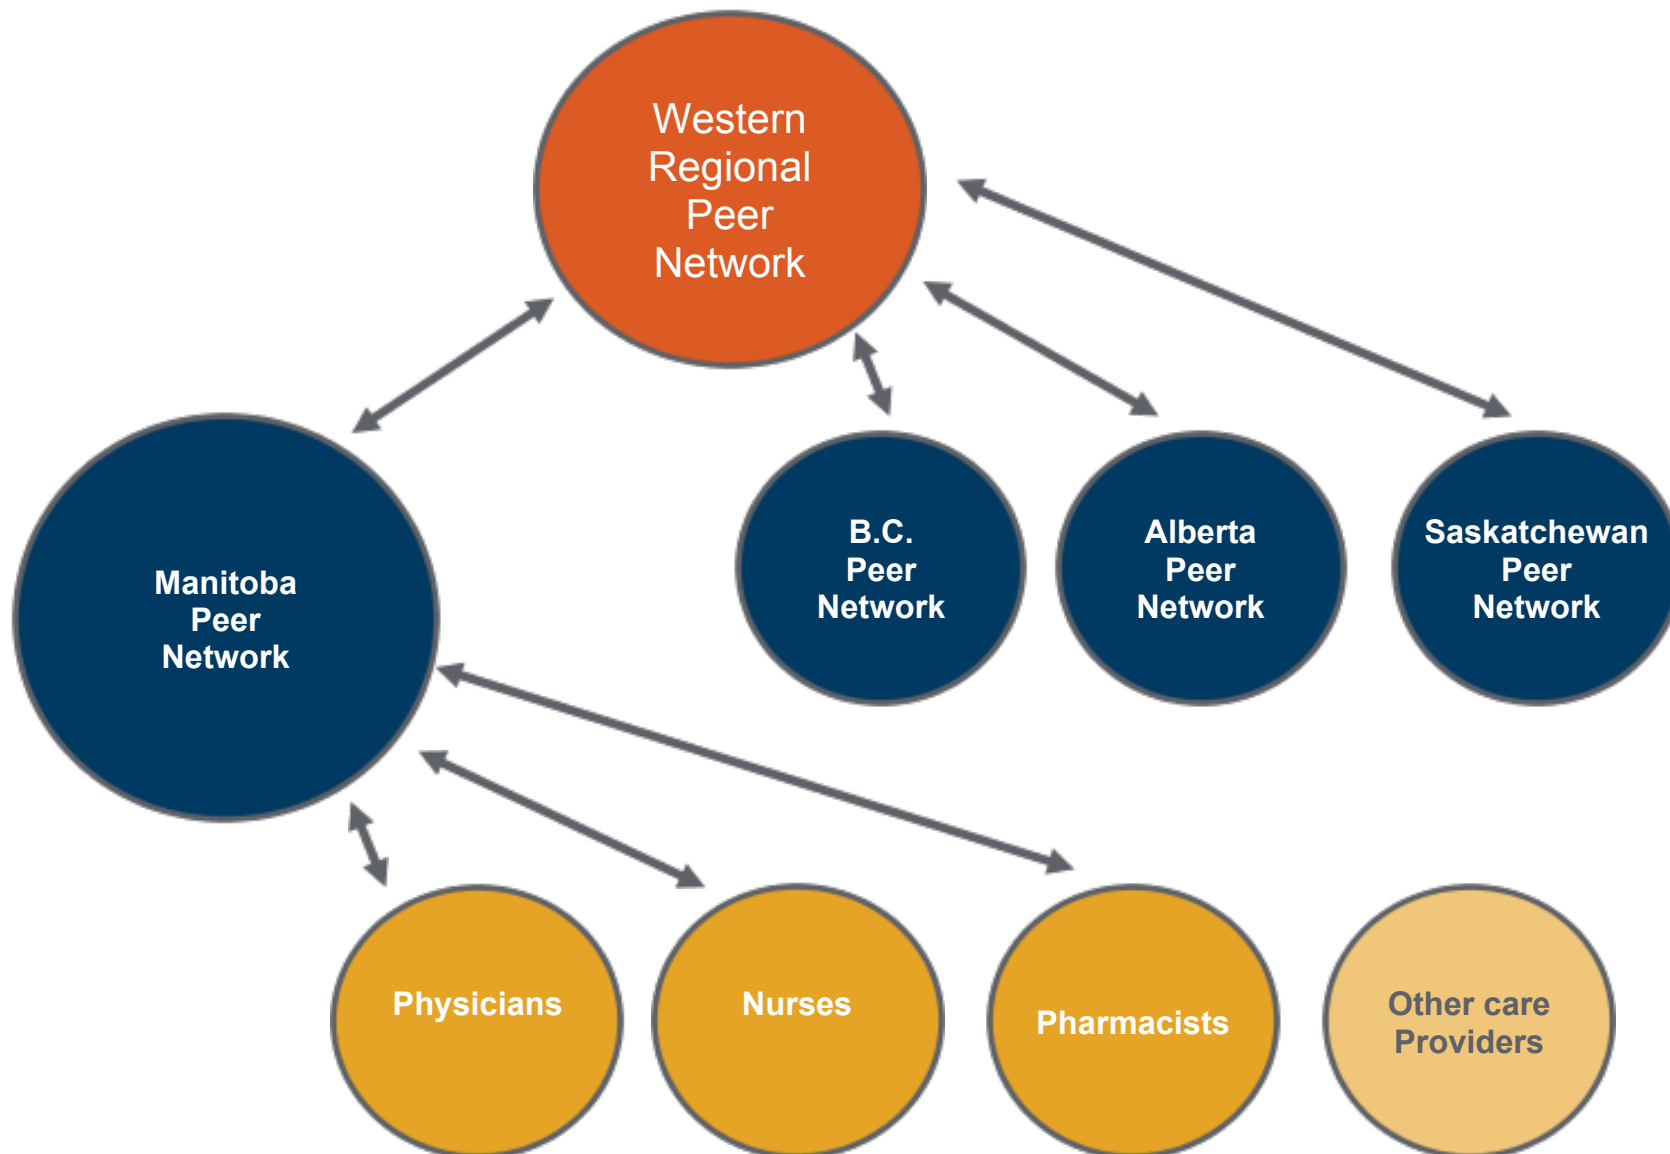 Western
Regional
Peer
Network
Manitoba
Peer
Network
B.C.
Peer
Network
Alberta
Peer
Network
Saskatchewan
Peer
Network
Physicians
Nurses
Pharmacists
Other care
Providers